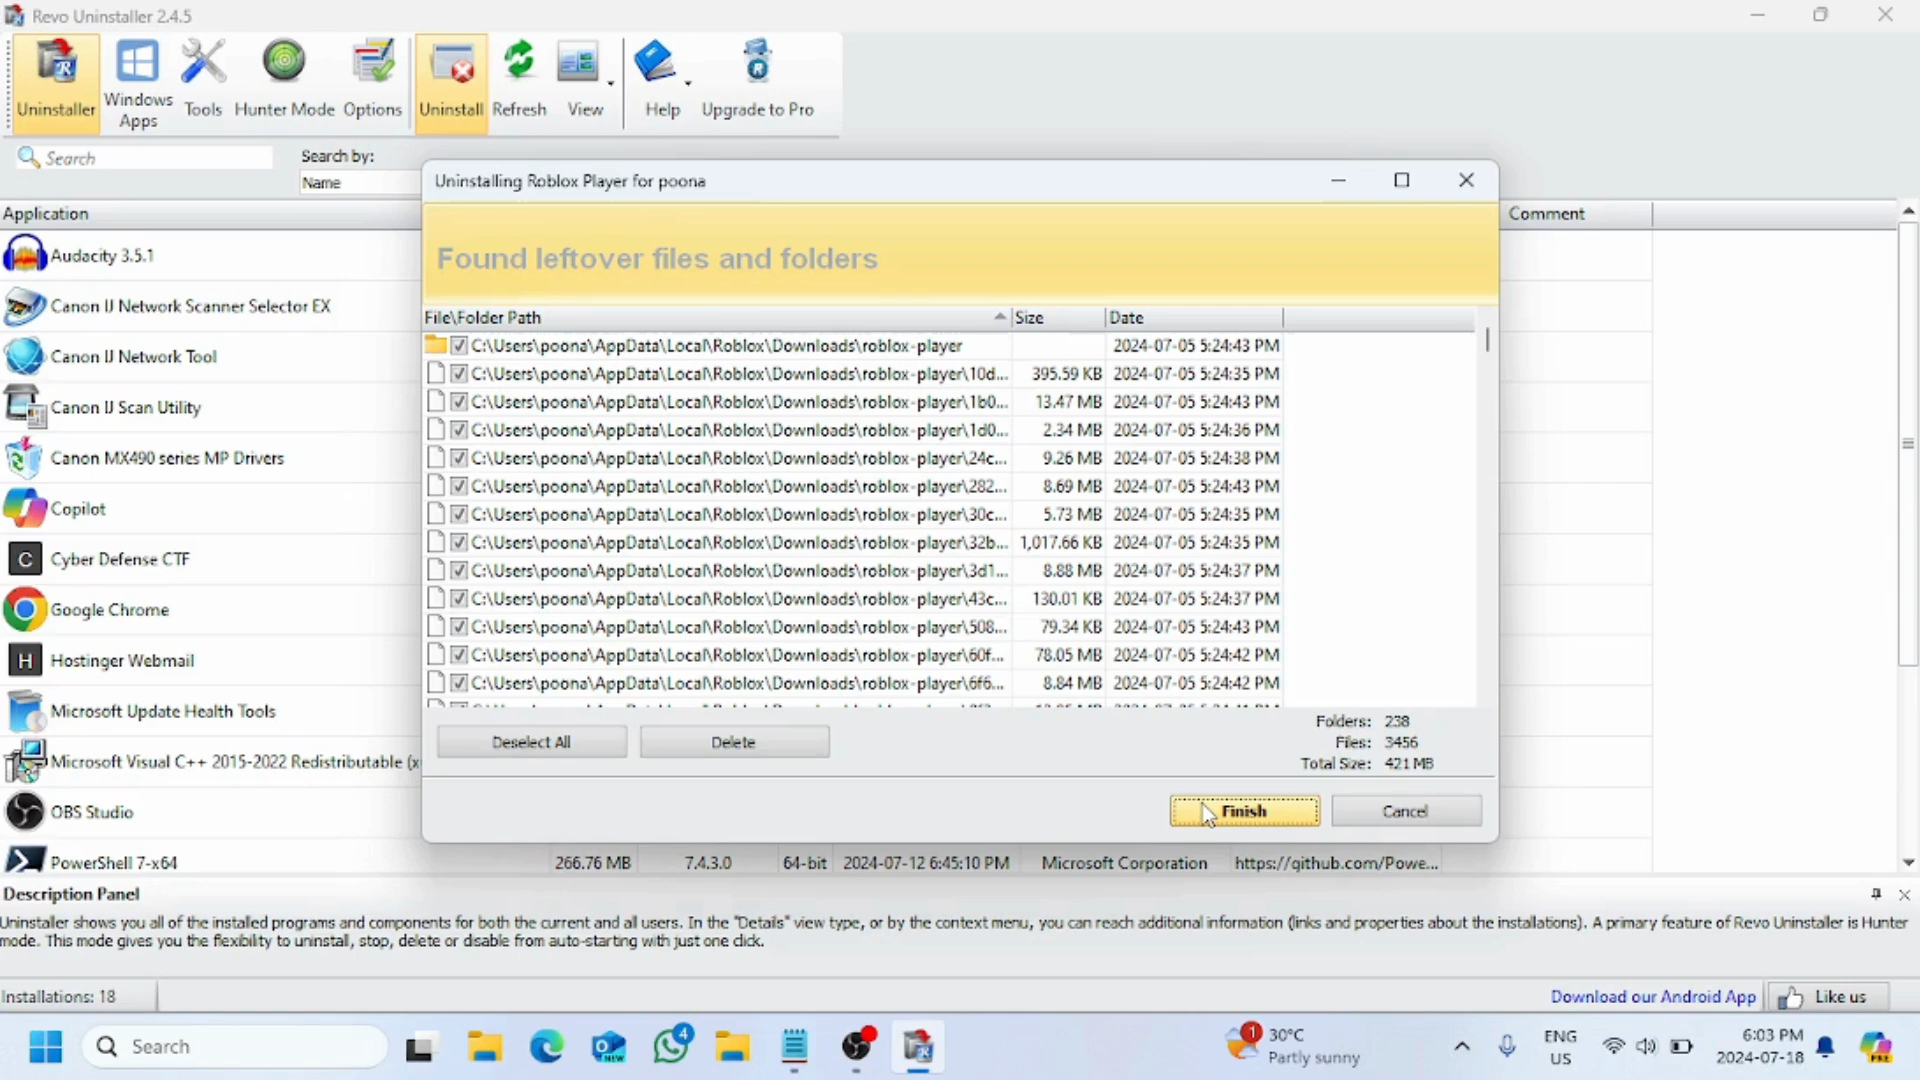 Revo Uninstaller 2.4.5
Uninstaller
Windows Apps
Tools
Hunter Mode
Options
Uninstall
Refresh
View
Help
Upgrade to Pro
Search
Search by:
Name
Application
Comment
Audacity 3.5.1
Canon IJ Network Scanner Selector EX
Canon IJ Network Tool
Canon IJ Scan Utility
Canon MX490 series MP Drivers
Copilot
Cyber Defense CTF
Google Chrome
Hostinger Webmail
Microsoft Update Health Tools
Microsoft Visual C++ 2015-2022 Redistributable (x
OBS Studio
PowerShell 7-x64 266.76 MB 7.4.3.0 64-bit 2024-07-12 6:45:10 PM Microsoft Corporation https://github.com/Powe...
Uninstalling Roblox Player for poona
Found leftover files and folders
File\Folder Path Size Date
C:\Users\poona\AppData\Local\Roblox\Downloads\roblox-player 2024-07-05 5:24:43 PM
C:\Users\poona\AppData\Local\Roblox\Downloads\roblox-player\10d... 395.59 KB 2024-07-05 5:24:35 PM
C:\Users\poona\AppData\Local\Roblox\Downloads\roblox-player\1b0... 13.47 MB 2024-07-05 5:24:43 PM
C:\Users\poona\AppData\Local\Roblox\Downloads\roblox-player\1d0... 2.34 MB 2024-07-05 5:24:36 PM
C:\Users\poona\AppData\Local\Roblox\Downloads\roblox-player\24c... 9.26 MB 2024-07-05 5:24:38 PM
C:\Users\poona\AppData\Local\Roblox\Downloads\roblox-player\282... 8.69 MB 2024-07-05 5:24:43 PM
C:\Users\poona\AppData\Local\Roblox\Downloads\roblox-player\30c... 5.73 MB 2024-07-05 5:24:35 PM
C:\Users\poona\AppData\Local\Roblox\Downloads\roblox-player\32b... 1,017.66 KB 2024-07-05 5:24:35 PM
C:\Users\poona\AppData\Local\Roblox\Downloads\roblox-player\3d1... 8.88 MB 2024-07-05 5:24:37 PM
C:\Users\poona\AppData\Local\Roblox\Downloads\roblox-player\43c... 130.01 KB 2024-07-05 5:24:37 PM
C:\Users\poona\AppData\Local\Roblox\Downloads\roblox-player\508... 79.34 KB 2024-07-05 5:24:43 PM
C:\Users\poona\AppData\Local\Roblox\Downloads\roblox-player\60f... 78.05 MB 2024-07-05 5:24:42 PM
C:\Users\poona\AppData\Local\Roblox\Downloads\roblox-player\6f6... 8.84 MB 2024-07-05 5:24:42 PM
Deselect All
Delete
Folders: 238
Files: 3456
Total Size: 421 MB
Finish
Cancel
Description Panel
Uninstaller shows you all of the installed programs and components for both the current and all users. In the "Details" view type, or by the context menu, you can reach additional information (links and properties about the installations). A primary feature of Revo Uninstaller is Hunter
mode. This mode gives you the flexibility to uninstall, stop, delete or disable from auto-starting with just one click.
Installations: 18
Download our Android App
Like us
Search
NEW
4
1
30°C
Partly sunny
ENG
US
6:03 PM
2024-07-18
PRE